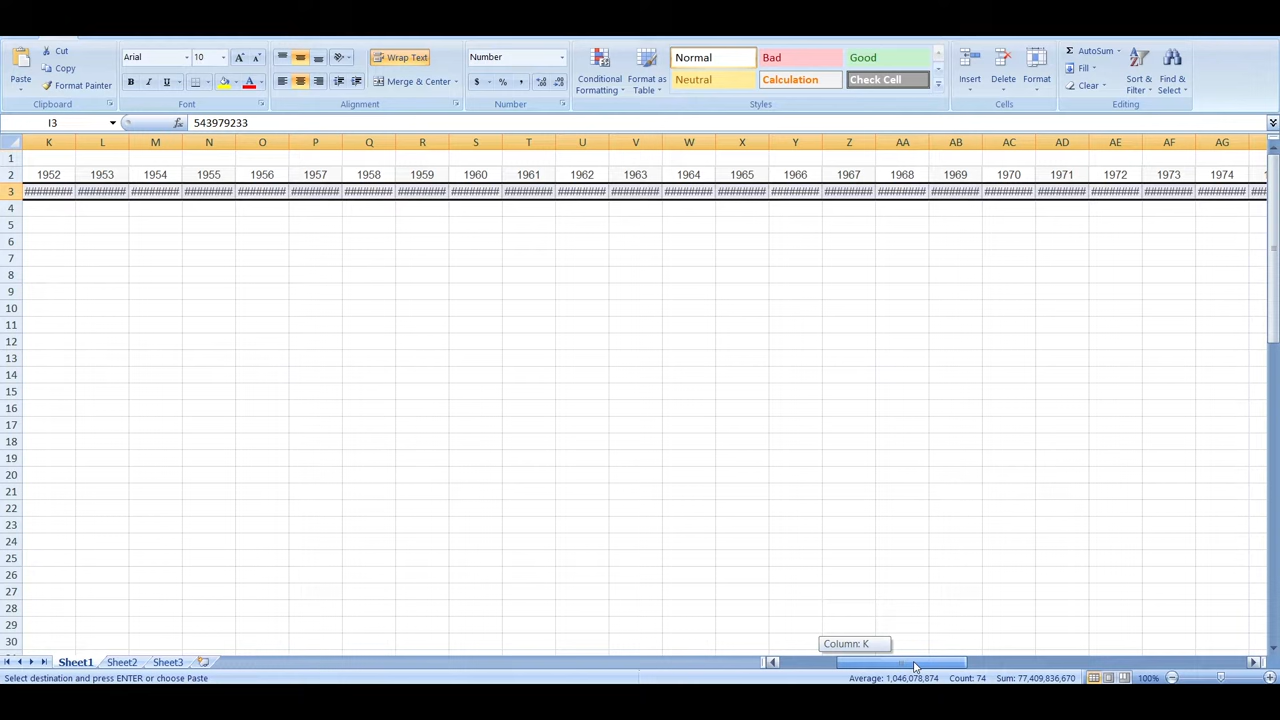 Cut
Copy
Format Painter
Paste
Clipboard
Arial
10
B I U
Font
Wrap Text
Merge & Center
Alignment
Number
$ % ,
Number
Conditional Formatting
Format as Table
Normal Bad Good
Neutral Calculation Check Cell
Styles
Insert Delete Format
Cells
Σ AutoSum
Fill
Clear
Sort & Filter
Find & Select
Editing
I3 fx 543979233
K L M N O P Q R S T U V W X Y Z AA AB AC AD AE AF AG
1
2 1952 1953 1954 1955 1956 1957 1958 1959 1960 1961 1962 1963 1964 1965 1966 1967 1968 1969 1970 1971 1972 1973 1974
3 ######## ######## ######## ######## ######## ######## ######## ######## ######## ######## ######## ######## ######## ######## ######## ######## ######## ######## ######## ######## ######## ######## ######## ###
4
5
6
7
8
9
10
11
12
13
14
15
16
17
18
19
20
21
22
23
24
25
26
27
28
29
30
Column: K
Sheet1 Sheet2 Sheet3
Select destination and press ENTER or choose Paste Average: 1,046,078,874 Count: 74 Sum: 77,409,836,670 100%